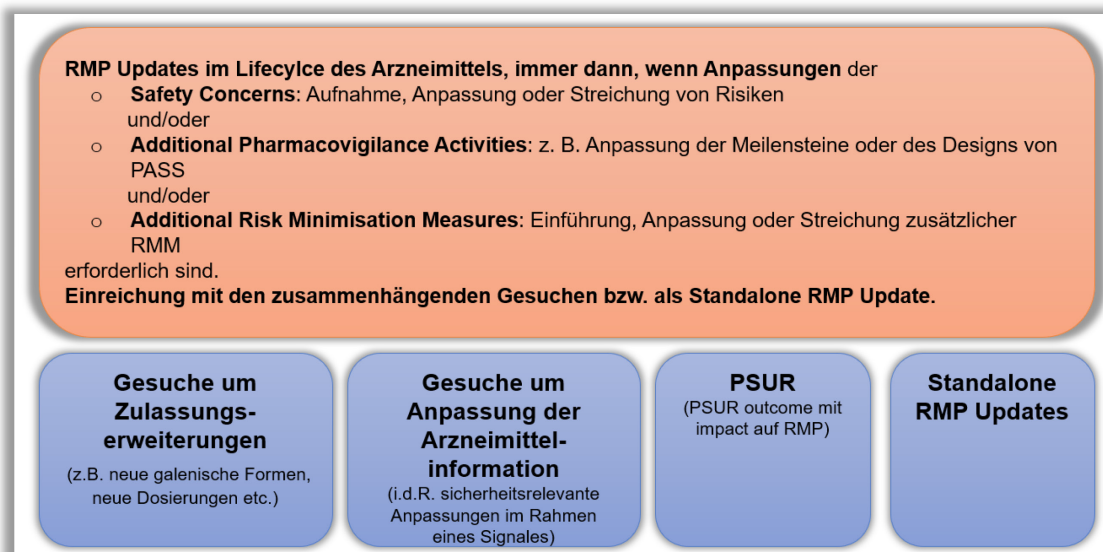 RMP Updates im Lifecylce des Arzneimittels, immer dann, wenn Anpassungen der
o Safety Concerns: Aufnahme, Anpassung oder Streichung von Risiken
und/oder
o Additional Pharmacovigilance Activities: z. B. Anpassung der Meilensteine oder des Designs von
PASS
und/oder
o Additional Risk Minimisation Measures: Einführung, Anpassung oder Streichung zusätzlicher
RMM
erforderlich sind.
Einreichung mit den zusammenhängenden Gesuchen bzw. als Standalone RMP Update.
Gesuche um
Zulassungs-
erweiterungen
(z.B. neue galenische Formen,
neue Dosierungen etc.)
Gesuche um
Anpassung der
Arzneimittel-
information
(i.d.R. sicherheitsrelevante
Anpassungen im Rahmen
eines Signales)
PSUR
(PSUR outcome mit
impact auf RMP)
Standalone
RMP Updates